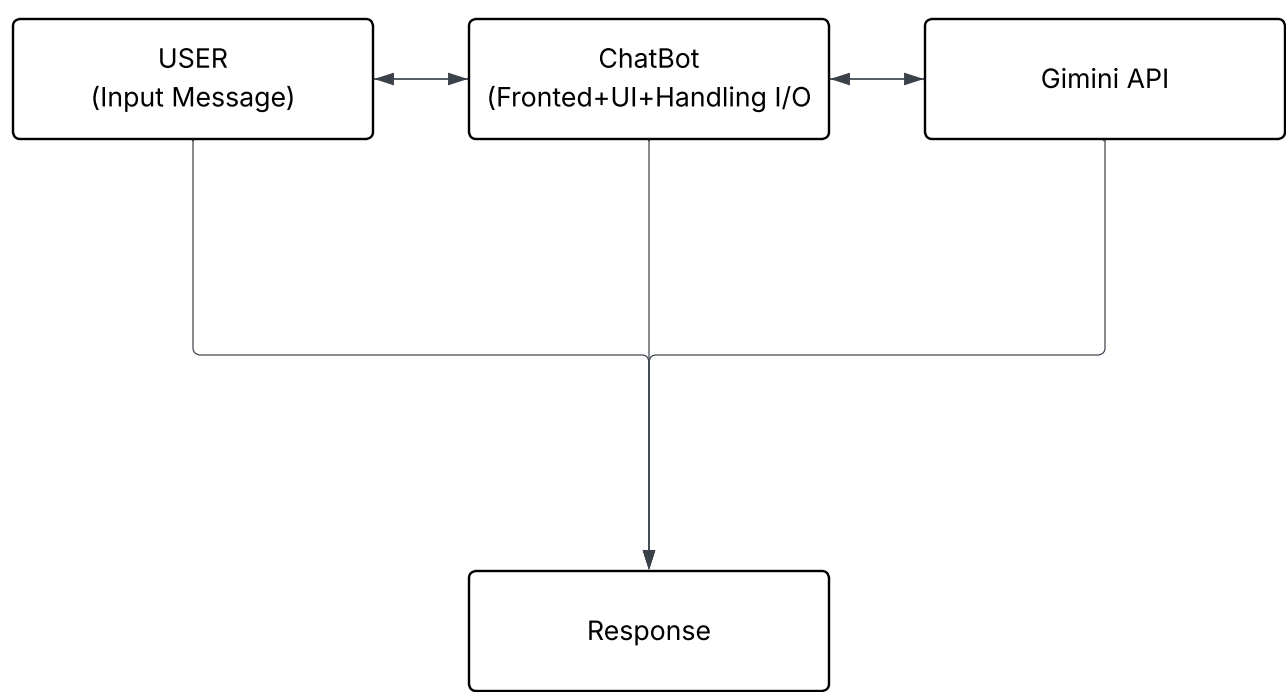 USER
(Input Message)
ChatBot
(Fronted+UI+Handling I/O
Gimini API
Response